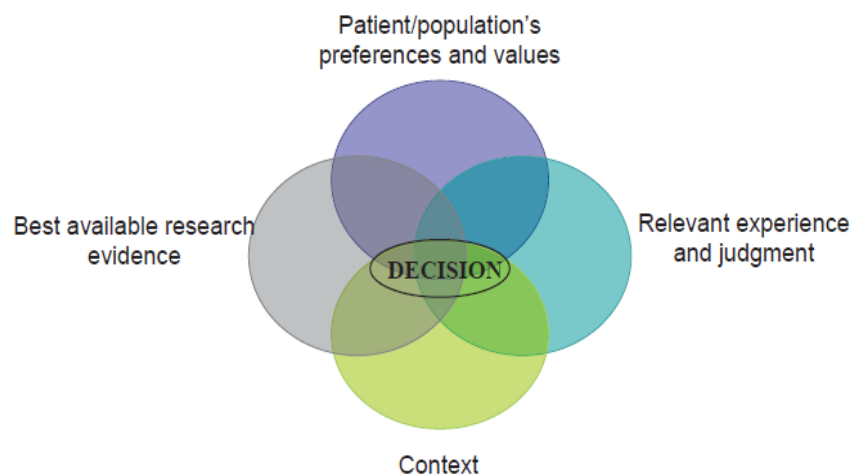 Patient/population's
preferences and values
Best available research
evidence
Relevant experience
and judgment
DECISION
Context